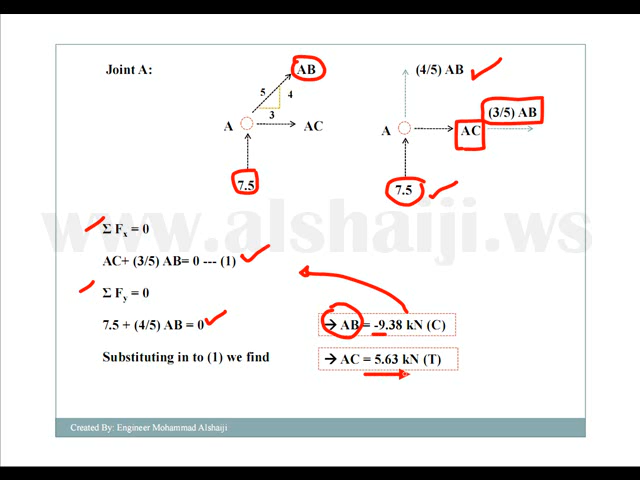 Joint A:
AB
(4/5) AB
5
4
3
(3/5) AB
A
AC
A
AC
7.5
7.5
www.alshaiji.ws
Σ Fx = 0
AC+ (3/5) AB= 0 --- (1)
Σ Fy = 0
7.5 + (4/5) AB = 0
→ AB = -9.38 kN (C)
Substituting in to (1) we find
→ AC = 5.63 kN (T)
Created By: Engineer Mohammad Alshaiji